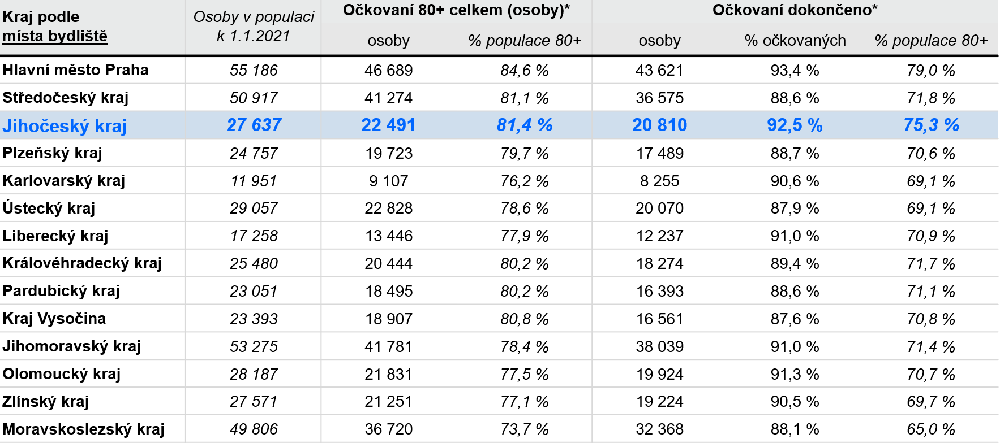 Kraj podle
místa bydliště
Osoby v populaci
k 1.1.2021
Očkovaní 80+ celkem (osoby)*
Očkovaní dokončeno*
osoby % populace 80+ osoby % očkovaných % populace 80+
Hlavní město Praha 55 186 46 689 84,6 % 43 621 93,4 % 79,0 %
Středočeský kraj 50 917 41 274 81,1 % 36 575 88,6 % 71,8 %
Jihočeský kraj 27 637 22 491 81,4 % 20 810 92,5 % 75,3 %
Plzeňský kraj 24 757 19 723 79,7 % 17 489 88,7 % 70,6 %
Karlovarský kraj 11 951 9 107 76,2 % 8 255 90,6 % 69,1 %
Ústecký kraj 29 057 22 828 78,6 % 20 070 87,9 % 69,1 %
Liberecký kraj 17 258 13 446 77,9 % 12 237 91,0 % 70,9 %
Královéhradecký kraj 25 480 20 444 80,2 % 18 274 89,4 % 71,7 %
Pardubický kraj 23 051 18 495 80,2 % 16 393 88,6 % 71,1 %
Kraj Vysočina 23 393 18 907 80,8 % 16 561 87,6 % 70,8 %
Jihomoravský kraj 53 275 41 781 78,4 % 38 039 91,0 % 71,4 %
Olomoucký kraj 28 187 21 831 77,5 % 19 924 91,3 % 70,7 %
Zlínský kraj 27 571 21 251 77,1 % 19 224 90,5 % 69,7 %
Moravskoslezský kraj 49 806 36 720 73,7 % 32 368 88,1 % 65,0 %